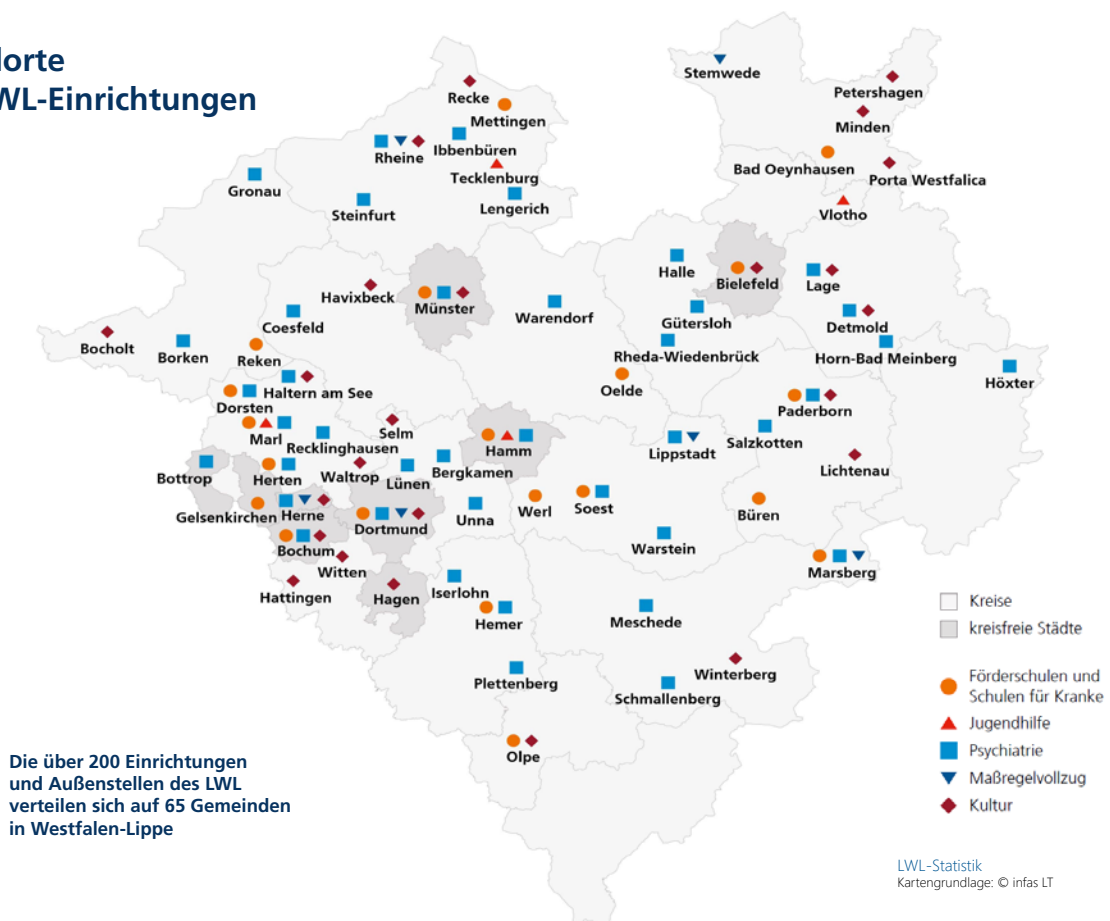 lorte
WL-Einrichtungen
Stemwede
Petershagen
Recke
Mettingen
Minden
Rheine
Ibbenbüren
Bad Oeynhausen
Porta Westfalica
Tecklenburg
Gronau
Lengerich
Steinfurt
Vlotho
Halle
Bielefeld
Lage
Havixbeck
Münster
Warendorf
Coesfeld
Gütersloh
Detmold
Bocholt
Borken
Reken
Rheda-Wiedenbrück
Horn-Bad Meinberg
Höxter
Oelde
Haltern am See
Dorsten
Paderborn
Marl
Recklinghausen
Selm
Hamm
Lippstadt
Salzkotten
Lichtenau
Bottrop
Herten
Waltrop
Lünen
Bergkamen
Gelsenkirchen
Herne
Dortmund
Unna
Werl
Soest
Büren
Bochum
Witten
Warstein
Marsberg
Hattingen
Hagen
Iserlohn
Hemer
Meschede
Plettenberg
Schmallenberg
Winterberg
Olpe
Kreise
kreisfreie Städte
Förderschulen und
Schulen für Kranke
Jugendhilfe
Psychiatrie
Maßregelvollzug
Kultur
Die über 200 Einrichtungen
und Außenstellen des LWL
verteilen sich auf 65 Gemeinden
in Westfalen-Lippe
LWL-Statistik
Kartengrundlage: © infas LT